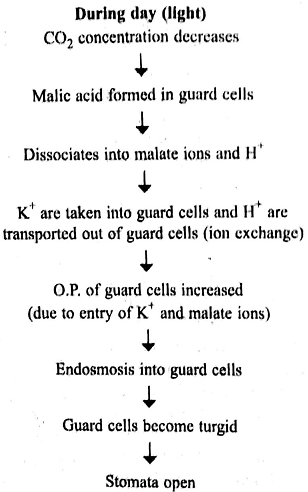 During day (light)
CO₂ concentration decreases
Malic acid formed in guard cells
Dissociates into malate ions and H⁺
K⁺ are taken into guard cells and H⁺ are
transported out of guard cells (ion exchange)
O.P. of guard cells increased
(due to entry of K⁺ and malate ions)
Endosmosis into guard cells
Guard cells become turgid
Stomata open